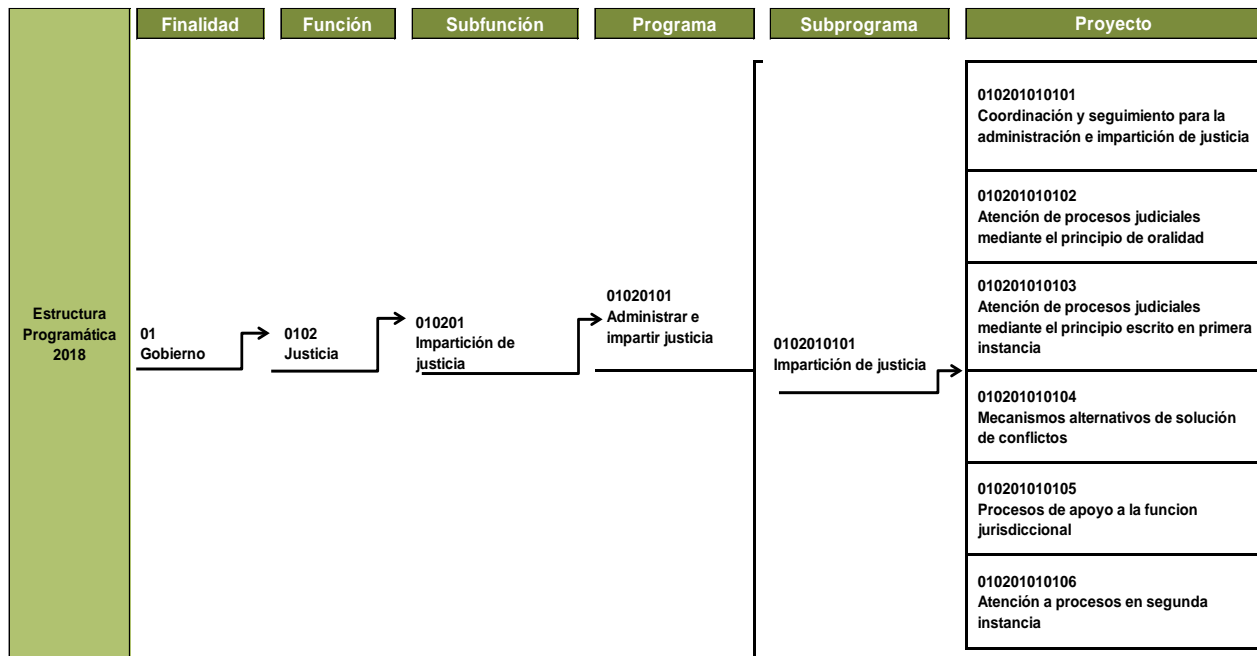 Finalidad
Función
Subfunción
Programa
Subprograma
Proyecto
Estructura
Programática
2018
01
Gobierno
0102
Justicia
010201
Impartición de
justicia
01020101
Administrar e
impartir justicia
0102010101
Impartición de justicia
010201010101
Coordinación y seguimiento para la
administración e impartición de justicia
010201010102
Atención de procesos judiciales
mediante el principio de oralidad
010201010103
Atención de procesos judiciales
mediante el principio escrito en primera
instancia
010201010104
Mecanismos alternativos de solución
de conflictos
010201010105
Procesos de apoyo a la funcion
jurisdiccional
010201010106
Atención a procesos en segunda
instancia